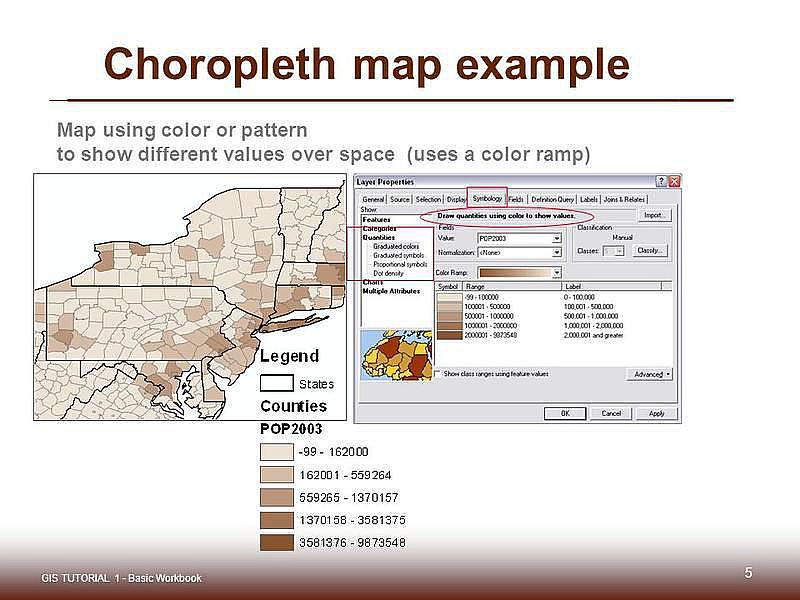 Choropleth map example
Map using color or pattern
to show different values over space (uses a color ramp)
Legend
States
Counties
POP2003
-99 - 162000
162001 - 559264
559265 - 1370157
1370158 - 3581375
3581376 - 9873548
Layer Properties
General Source Selection Display Symbology Fields Definition Query Labels Joins & Relates
Show:
Features
Categories
Quantities
Graduated colors
Graduated symbols
Proportional symbols
Dot density
Charts
Multiple Attributes
Draw quantities using color to show values.
Import...
Fields
Value: POP2003
Normalization: <None>
Classification
Manual
Classes: 5
Classify...
Color Ramp:
Symbol Range Label
-99 - 100000 0 - 100,000
100001 - 500000 100,001 - 500,000
500001 - 1000000 500,001 - 1,000,000
1000001 - 2000000 1,000,001 - 2,000,000
2000001 - 9873548 2,000,001 and greater
Show class ranges using feature values
Advanced
OK Cancel Apply
GIS TUTORIAL 1 - Basic Workbook
5